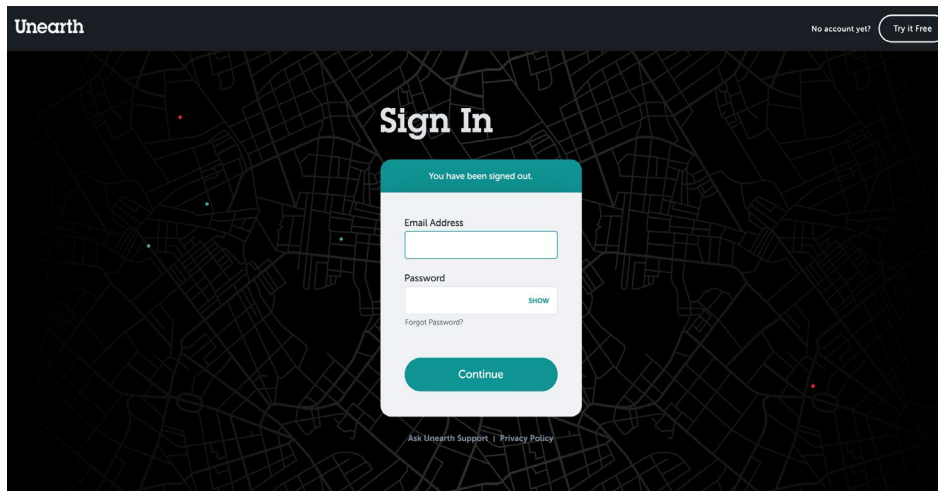 Unearth
No account yet? Try it Free
Sign In
You have been signed out.
Email Address
Password
SHOW
Forgot Password?
Continue
Ask Unearth Support | Privacy Policy